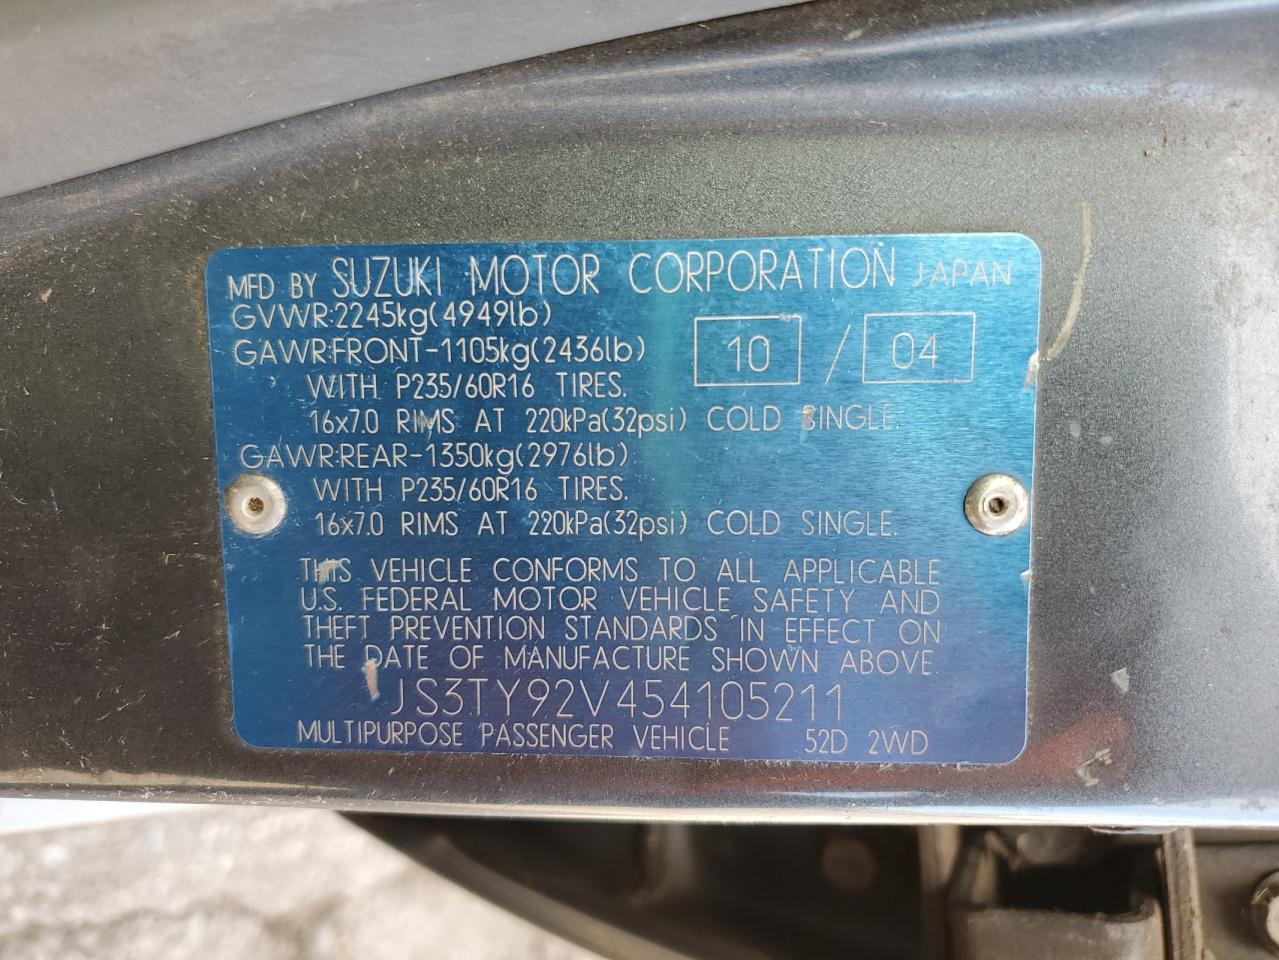 MFD BY SUZUKI MOTOR CORPORATION JAPAN
GVWR:2245kg(4949lb)
GAWR:FRONT-1105kg(2436lb) 10 / 04
WITH P235/60R16 TIRES.
16x7.0 RIMS AT 220kPa(32psi) COLD SINGLE.
GAWR:REAR-1350kg(2976lb)
WITH P235/60R16 TIRES.
16x7.0 RIMS AT 220kPa(32psi) COLD SINGLE.
THIS VEHICLE CONFORMS TO ALL APPLICABLE
U.S. FEDERAL MOTOR VEHICLE SAFETY AND
THEFT PREVENTION STANDARDS IN EFFECT ON
THE DATE OF MANUFACTURE SHOWN ABOVE.
JS3TY92V454105211
MULTIPURPOSE PASSENGER VEHICLE 52D 2WD